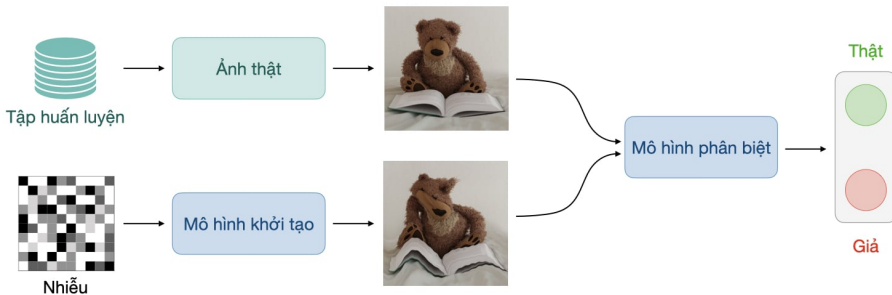 Thật
Ảnh thật
Tập huấn luyện
Mô hình phân biệt
Mô hình khởi tạo
Giả
Nhiễu